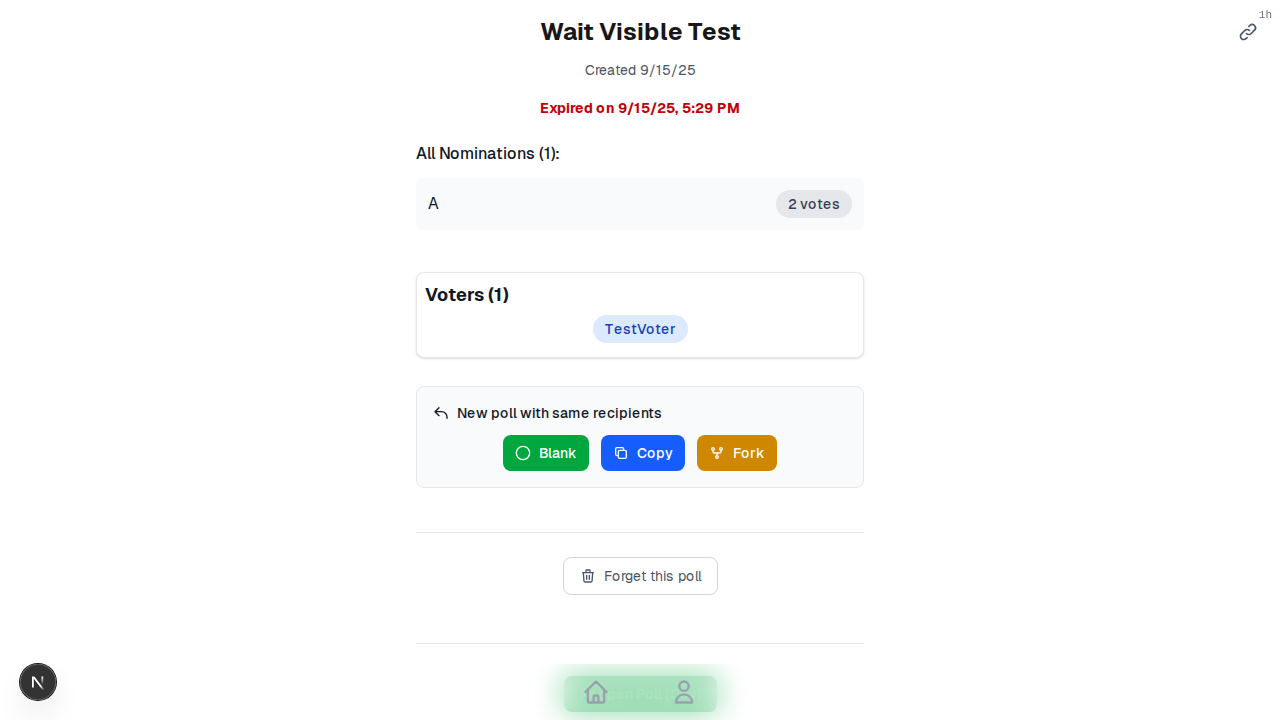 1h
Wait Visible Test
Created 9/15/25
Expired on 9/15/25, 5:29 PM
All Nominations (1):
A
2 votes
Voters (1)
TestVoter
New poll with same recipients
Blank
Copy
Fork
Forget this poll
N